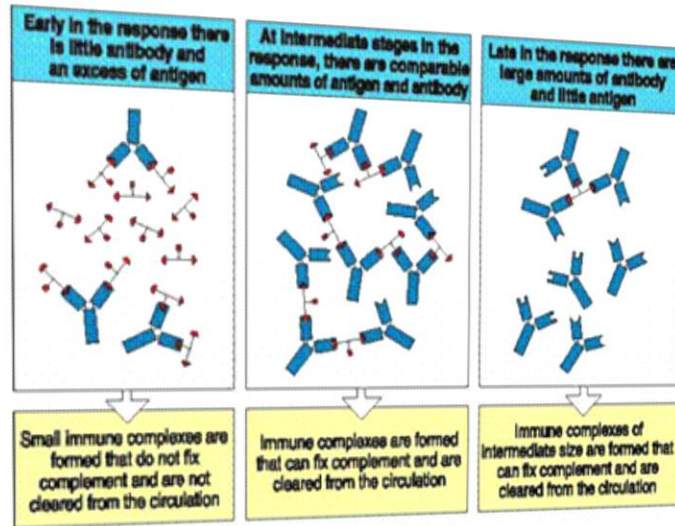 Early in the response there
is little antibody and
an excess of antigen
At intermediate stages in the
response, there are comparable
amounts of antigen and antibody
Late in the response there are
large amounts of antibody
and little antigen
Small immune complexes are
formed that do not fix
complement and are not
cleared from the circulation
Immune complexes are formed
that can fix complement and are
cleared from the circulation
Immune complexes of
intermediate size are formed that
can fix complement and are
cleared from the circulation